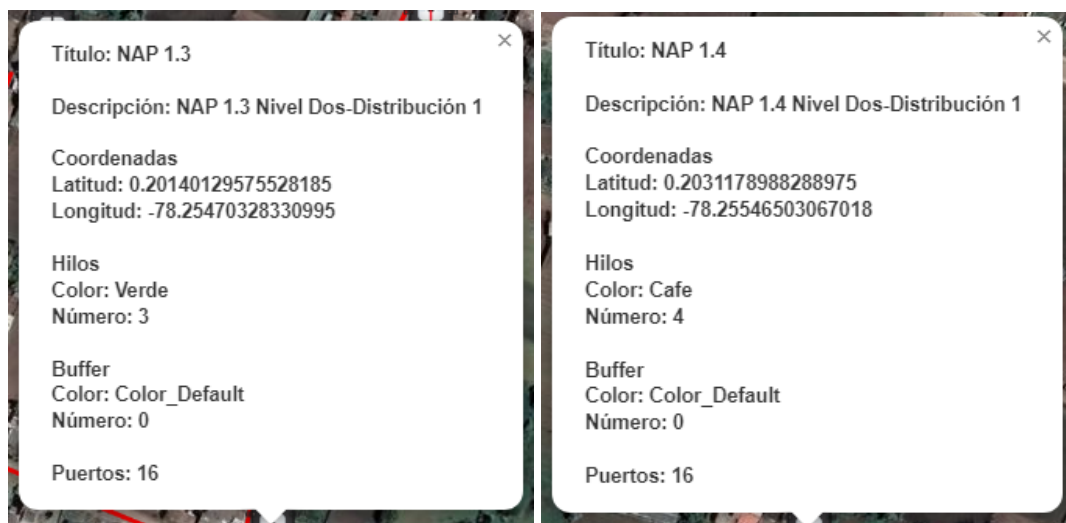 Título: NAP 1.3
Descripción: NAP 1.3 Nivel Dos-Distribución 1
Coordenadas
Latitud: 0.20140129575528185
Longitud: -78.25470328330995
Hilos
Color: Verde
Número: 3
Buffer
Color: Color_Default
Número: 0
Puertos: 16
Título: NAP 1.4
Descripción: NAP 1.4 Nivel Dos-Distribución 1
Coordenadas
Latitud: 0.2031178988288975
Longitud: -78.25546503067018
Hilos
Color: Cafe
Número: 4
Buffer
Color: Color_Default
Número: 0
Puertos: 16